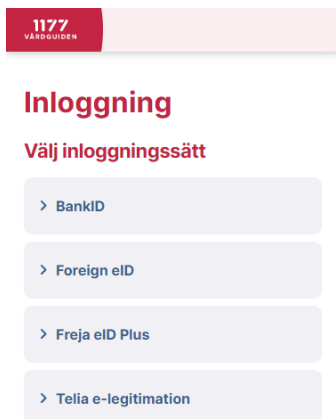 1177
VÅRDGUIDEN
Inloggning
Välj inloggningssätt
BankID
Foreign eID
Freja eID Plus
Telia e-legitimation